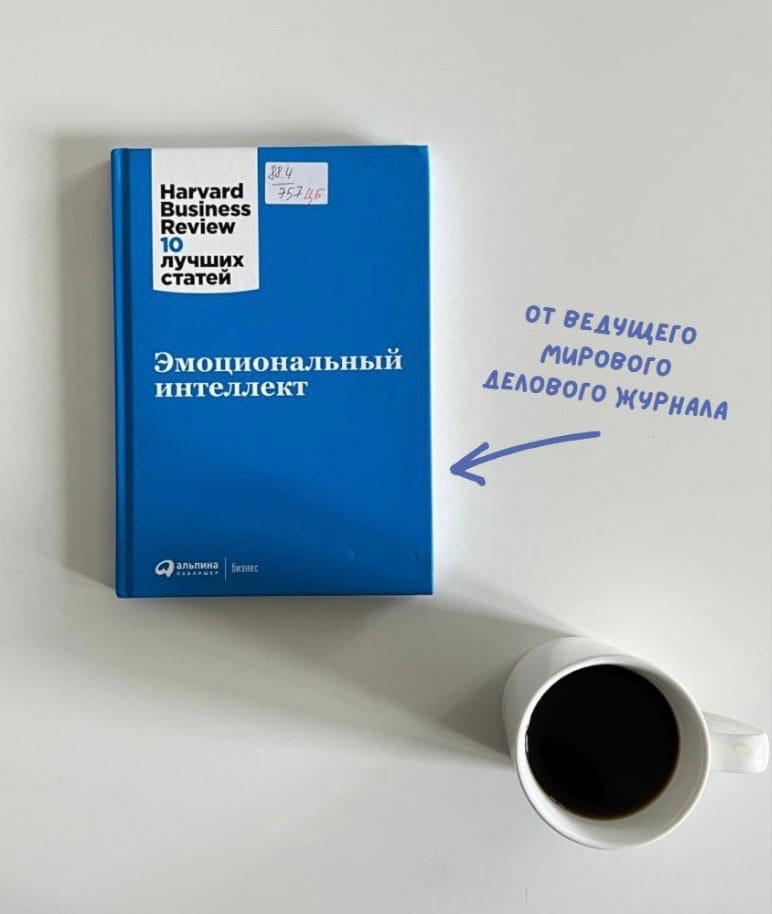 Harvard
Business
Review
10
лучших
статей
88.4
757 ЦБ
Эмоциональный
интеллект
альпина
ПАБЛИШЕР
бизнес
ОТ ВЕДУЩЕГО
МИРОВОГО
ДЕЛОВОГО ЖУРНАЛА